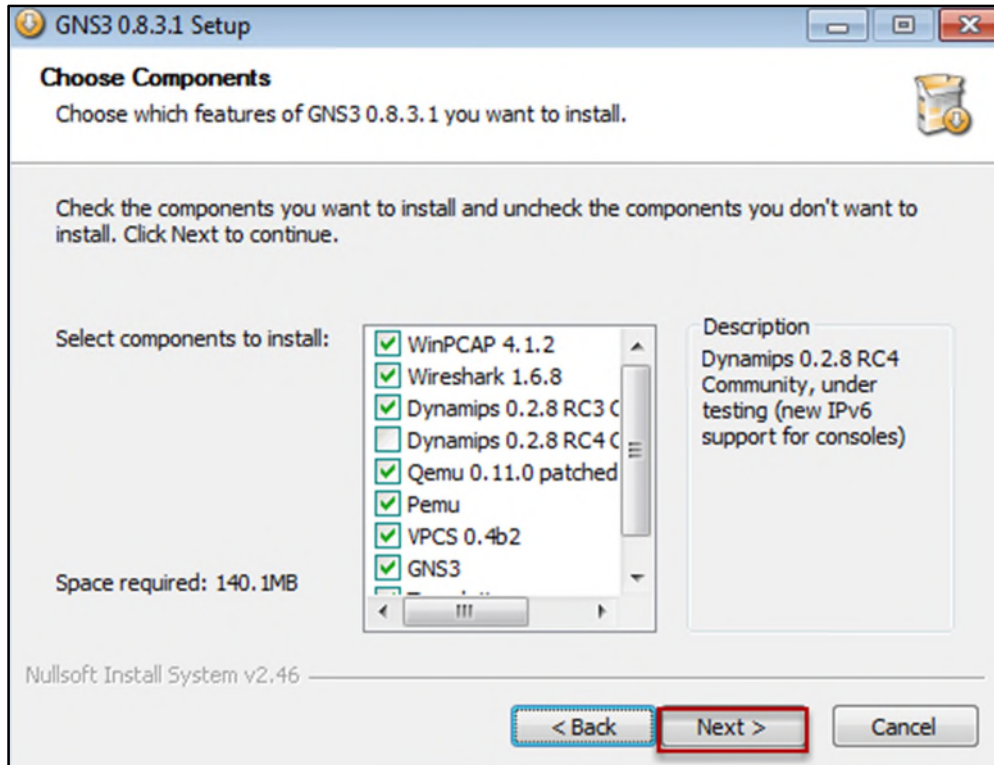 GNS3 0.8.3.1 Setup
Choose Components
Choose which features of GNS3 0.8.3.1 you want to install.
Check the components you want to install and uncheck the components you don't want to
install. Click Next to continue.
Select components to install:
WinPCAP 4.1.2
Wireshark 1.6.8
Dynamips 0.2.8 RC3 C
Dynamips 0.2.8 RC4 C
Qemu 0.11.0 patched
Pemu
VPCS 0.4b2
GNS3
Description
Dynamips 0.2.8 RC4
Community, under
testing (new IPv6
support for consoles)
Space required: 140.1MB
Nullsoft Install System v2.46
< Back
Next >
Cancel